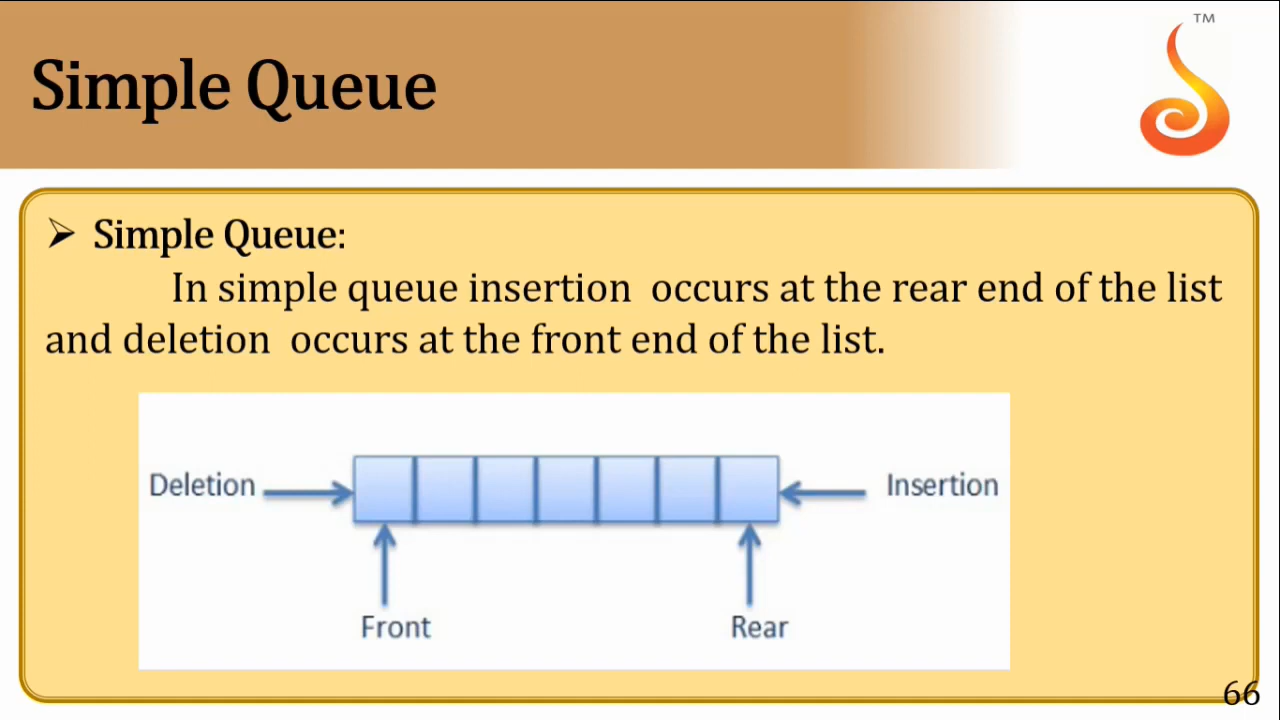 Simple Queue
TM
➢ Simple Queue:
In simple queue insertion occurs at the rear end of the list
and deletion occurs at the front end of the list.
Deletion
Insertion
Front
Rear
66